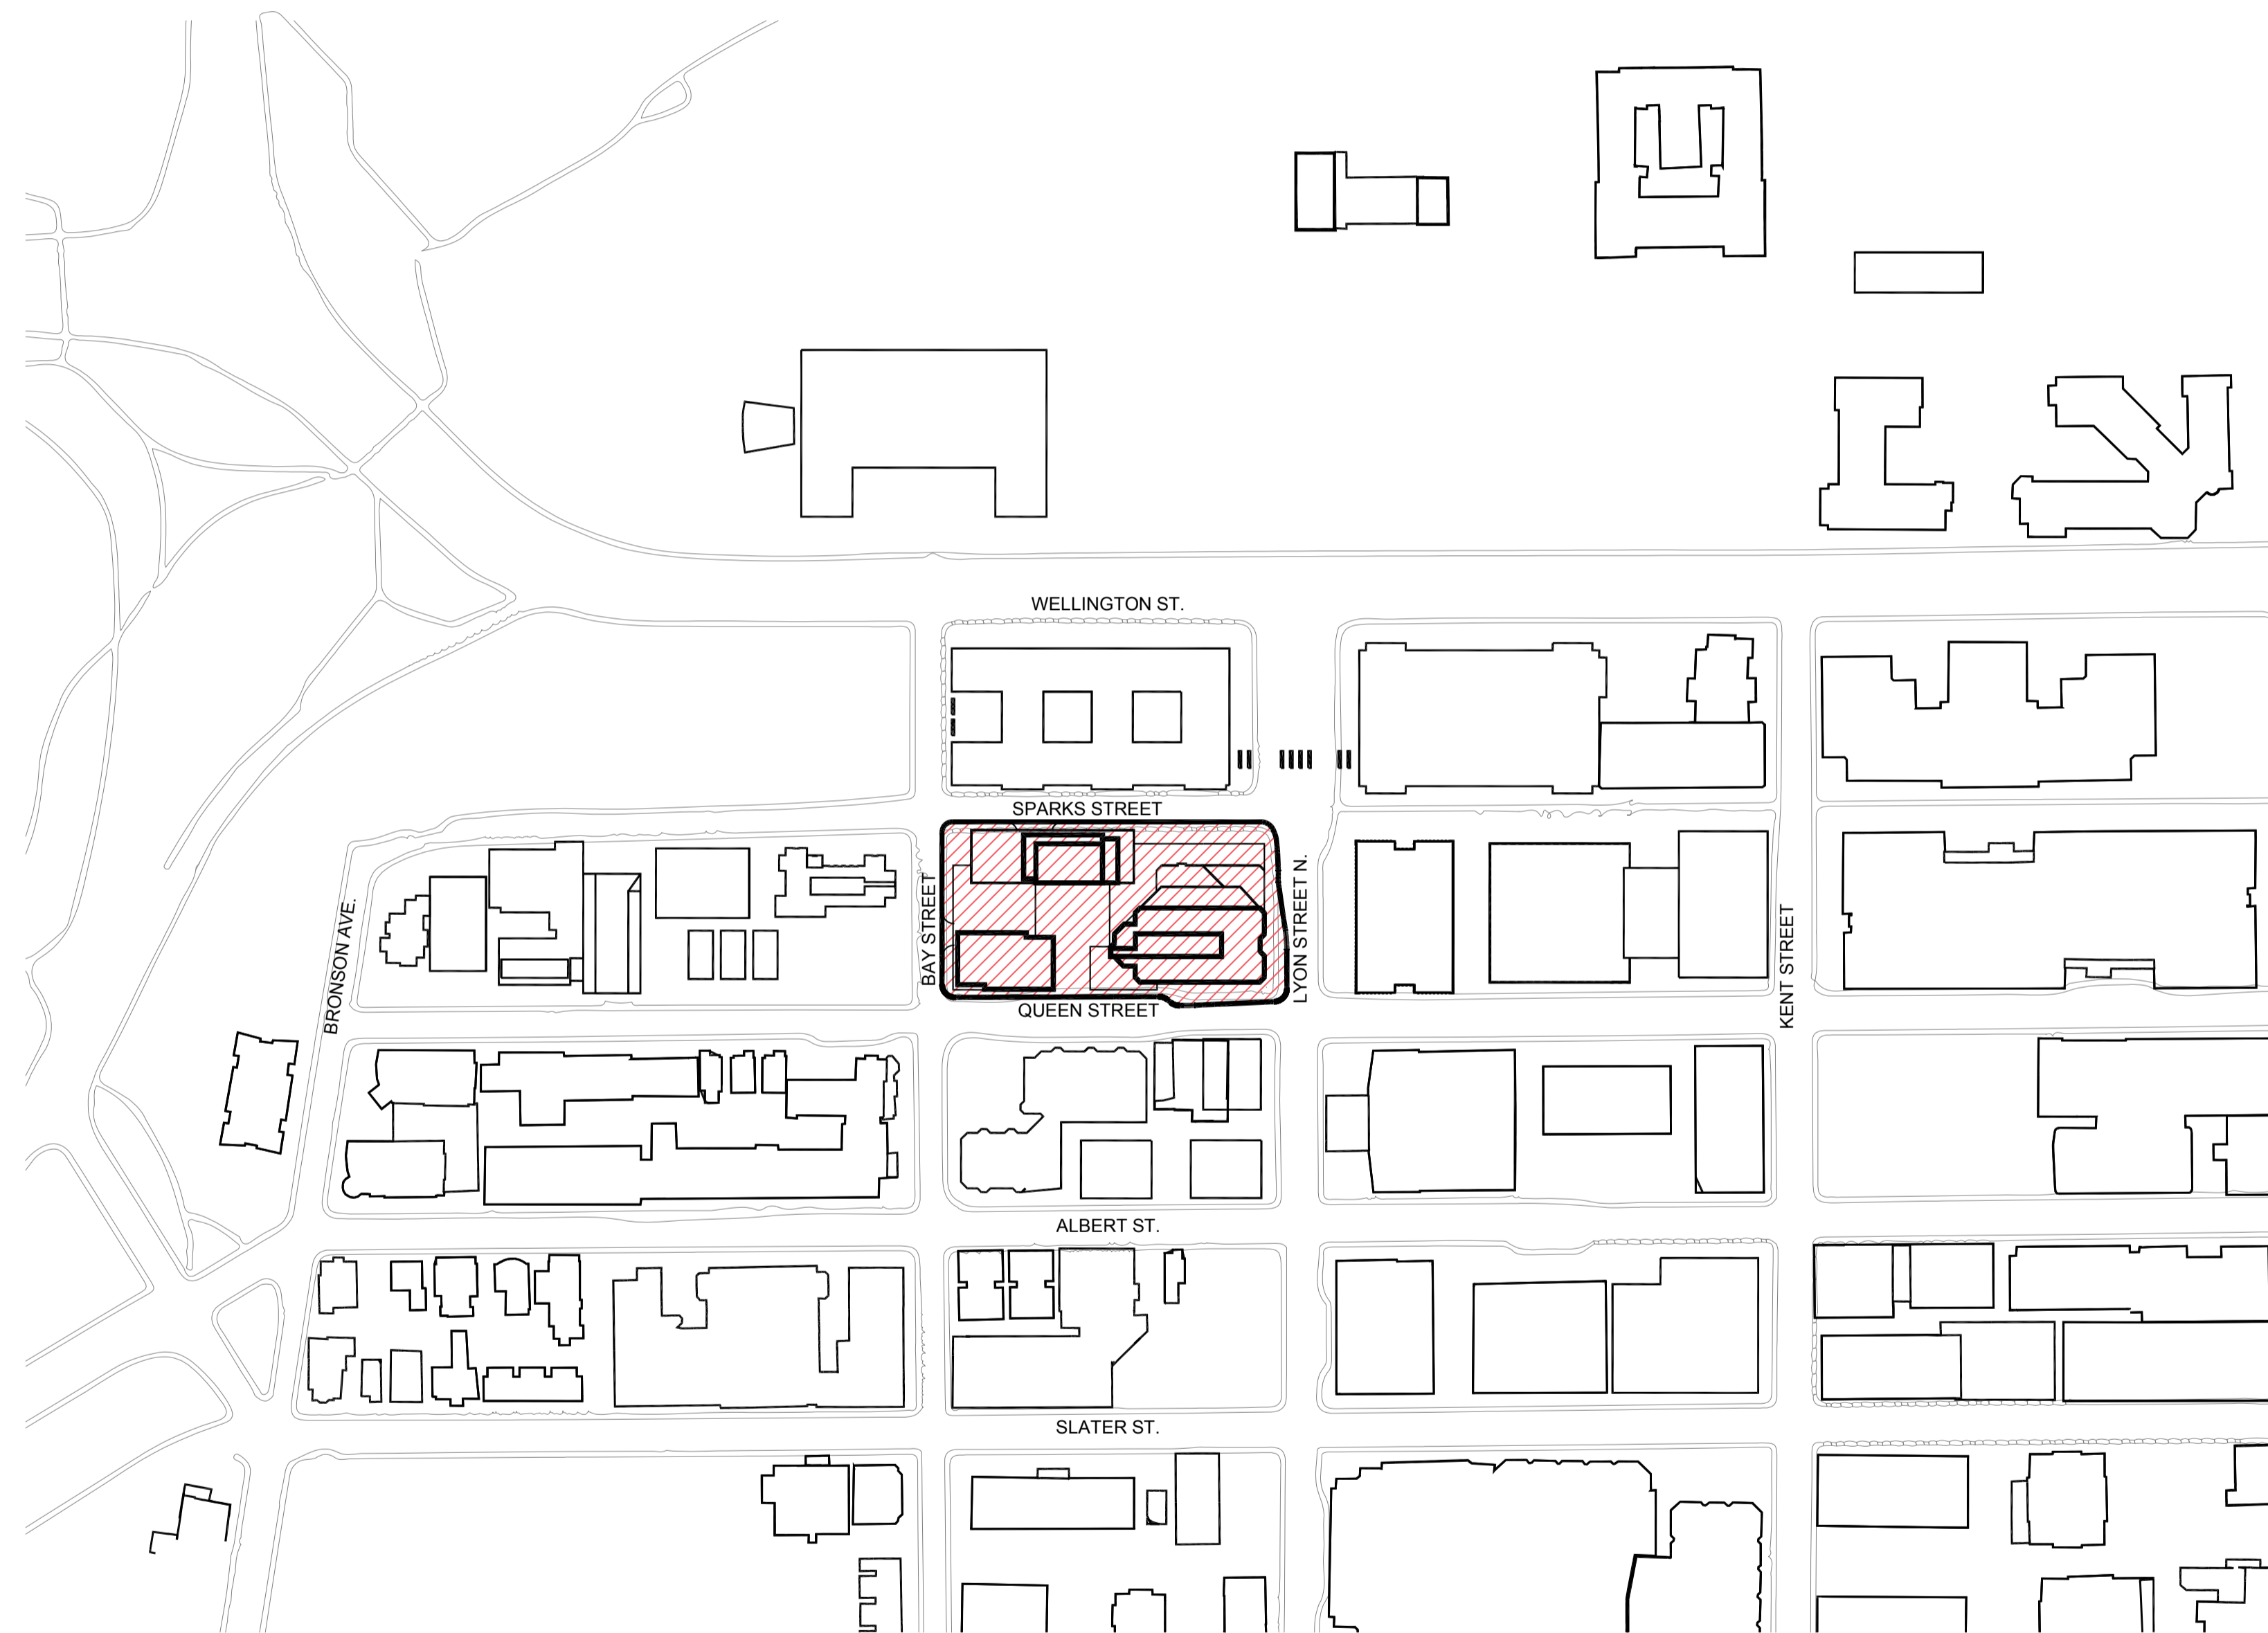 WELLINGTON ST.
SPARKS STREET
BRONSON AVE.
BAY STREET
LYON STREET N.
KENT STREET
QUEEN STREET
ALBERT ST.
SLATER ST.